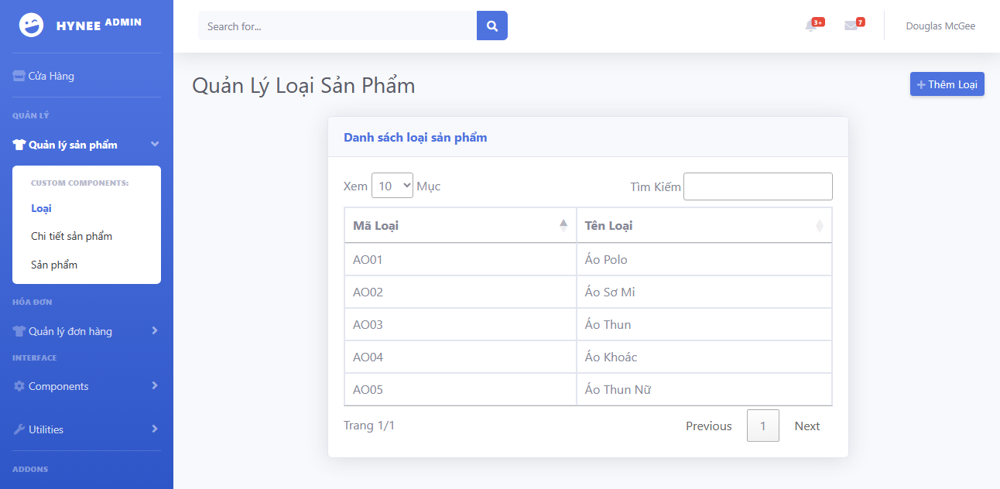 HYNEE ADMIN
Search for...
3+
7
Douglas McGee
Cửa Hàng
QUẢN LÝ
Quản lý sản phẩm
CUSTOM COMPONENTS:
Loại
Chi tiết sản phẩm
Sản phẩm
HÓA ĐƠN
Quản lý đơn hàng
INTERFACE
Components
Utilities
ADDONS
Quản Lý Loại Sản Phẩm
Thêm Loại
Danh sách loại sản phẩm
Xem 10 Mục
Tìm Kiếm
Mã Loại Tên Loại
AO01 Áo Polo
AO02 Áo Sơ Mi
AO03 Áo Thun
AO04 Áo Khoác
AO05 Áo Thun Nữ
Trang 1/1
Previous 1 Next